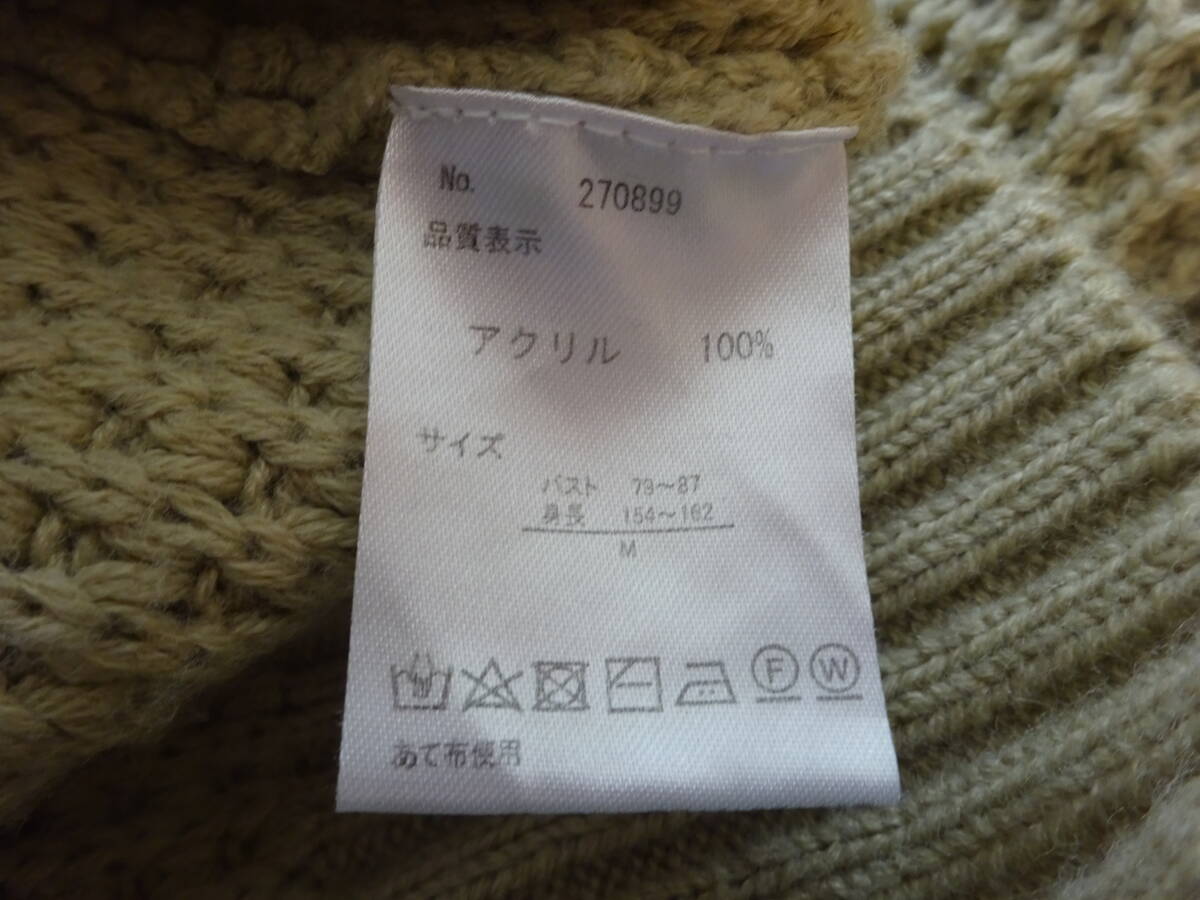 No. 270899
品質表示
アクリル 100%
サイズ
バスト 79~87
身長 154~162
M
F W
あて布使用